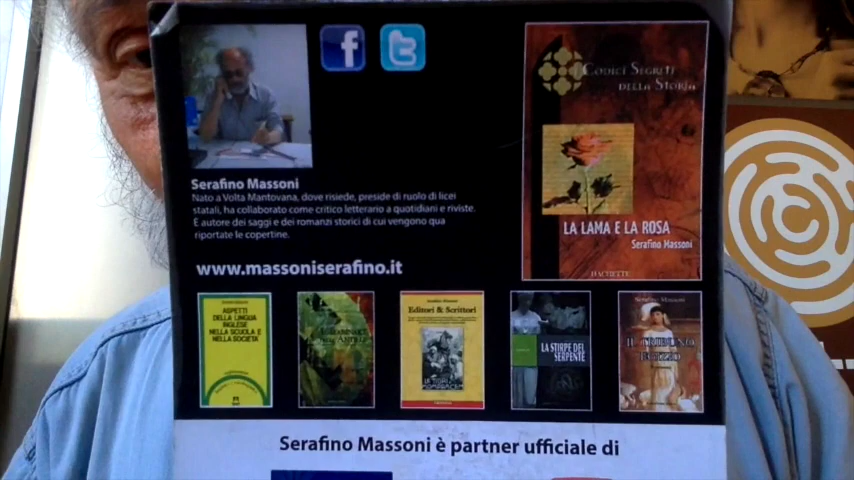 Serafino Massoni
Nato a Volta Mantovana, dove risiede, preside di ruolo di licei
statali, ha collaborato come critico letterario a quotidiani e riviste.
È autore dei saggi e dei romanzi storici di cui vengono qua
riportate le copertine.
www.massoniserafino.it
CODICI SEGRETI
DELLA STORIA
LA LAMA E LA ROSA
Serafino Massoni
HACHETTE
ASPETTI
DELLA LINGUA
INGLESE
NELLA SCUOLA E
NELLA SOCIETÀ
Editori & Scrittori
LA STIRPE DEL
SERPENTE
Serafino Massoni
Serafino Massoni è partner ufficiale di